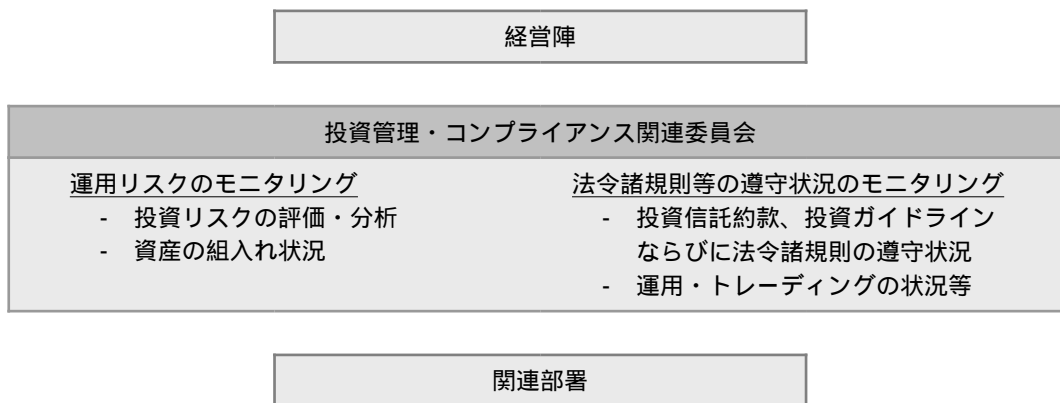 経営陣
投資管理・コンプライアンス関連委員会
運用リスクのモニタリング
- 投資リスクの評価・分析
- 資産の組入れ状況
法令諸規則等の遵守状況のモニタリング
- 投資信託約款、投資ガイドライン
ならびに法令諸規則の遵守状況
- 運用・トレーディングの状況等
関連部署